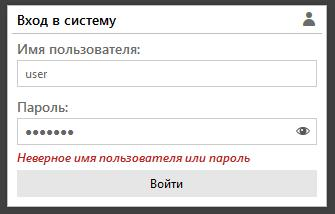 Вход в систему
Имя пользователя:
user
Пароль:
●●●●●●●
Неверное имя пользователя или пароль
Войти